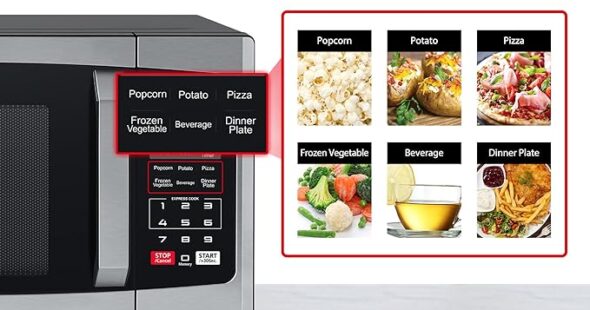 Popcorn Potato Pizza
Frozen Vegetable Beverage Dinner Plate
Popcorn Potato Pizza
Frozen Vegetable Beverage Dinner Plate
EXPRESS COOK
1 2 3
4 5 6
7 8 9
STOP /Cancel 0 Memory START /+30Sec.
Popcorn Potato Pizza
Frozen Vegetable Beverage Dinner Plate